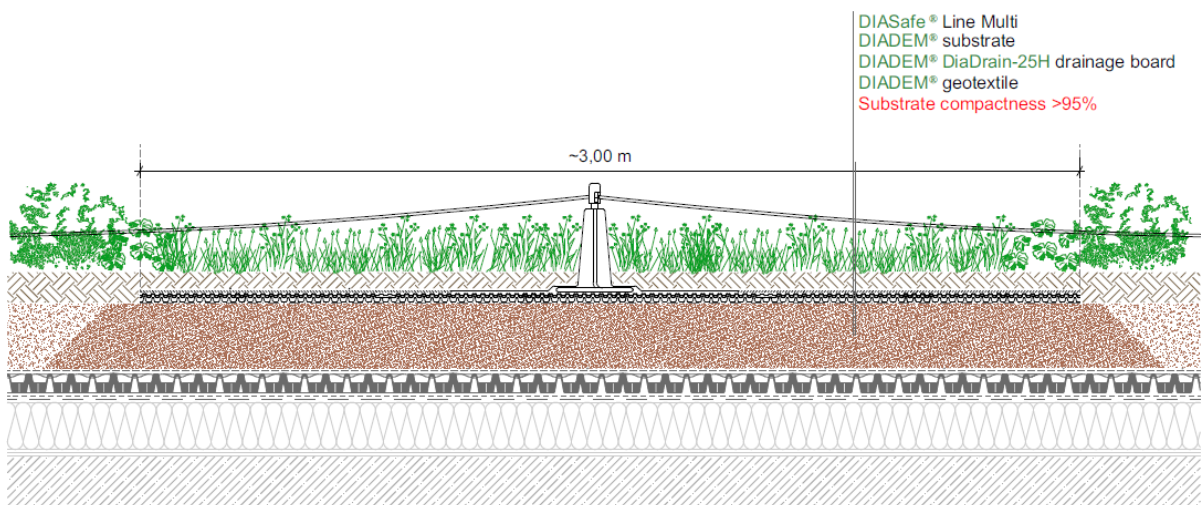 DIASafe® Line Multi
DIADEM® substrate
DIADEM® DiaDrain-25H drainage board
DIADEM® geotextile
Substrate compactness >95%
~3,00 m